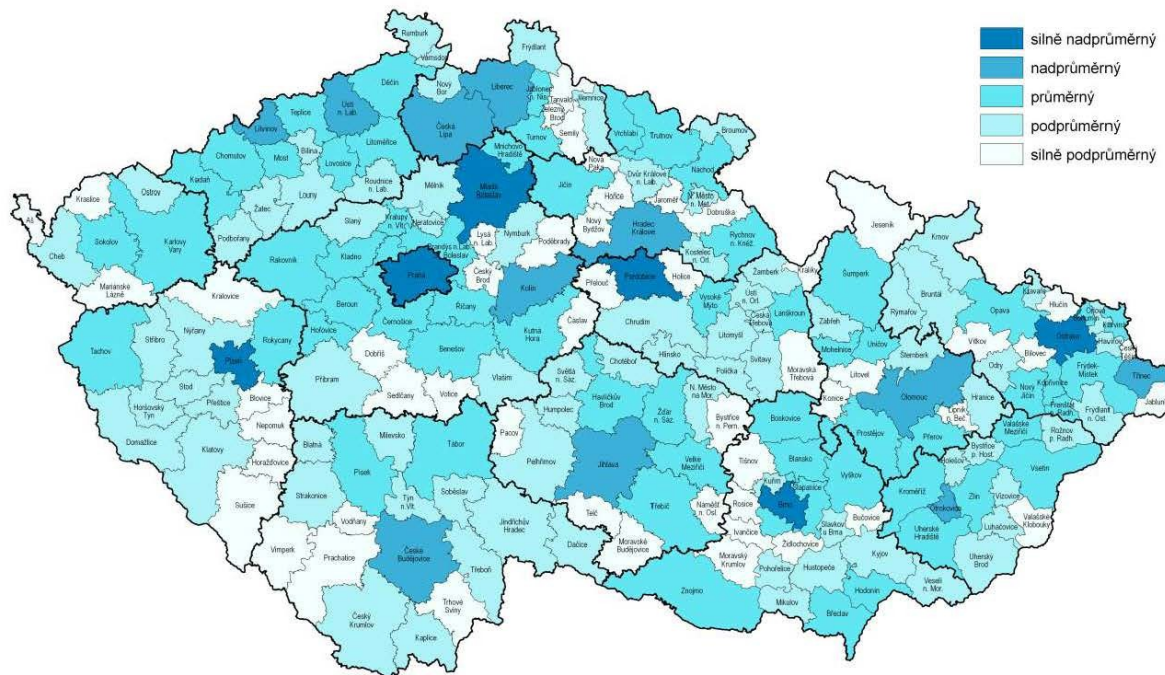 silně nadprůměrný
nadprůměrný
průměrný
podprůměrný
silně podprůměrný
Rumburk
Varnsdorf
Děčín
Nový
Bor
Frýdlant
Liberec
Jablonec
n. Nis.
Tanvald
Železný
Brod
Jilemnice
Semily
Turnov
Česká
Lípa
Ústí
n. Lab.
Teplice
Litvínov
Most
Bílina
Lovosice
Litoměřice
Roudnice
n. Lab.
Chomutov
Kadaň
Louny
Žatec
Podbořany
Vrchlabí
Trutnov
Broumov
Náchod
Nová
Paka
Dvůr Králové
n. Lab.
Jaroměř
N. Město
n. Met.
Dobruška
Hořice
Jičín
Nový
Bydžov
Hradec
Králové
Kostelec
n. Orl.
Rychnov
n. Kněž.
Mnichovo
Hradiště
Mladá
Boleslav
Mělník
Neratovice
Kralupy
n. Vlt.
Slaný
Brandýs n.Lab.
Boleslav
Lysá
n. Lab.
Nymburk
Poděbrady
Český
Brod
Kolín
Praha
Kladno
Rakovník
Beroun
Černošice
Říčany
Kutná
Hora
Čáslav
Hořovice
Benešov
Dobříš
Příbram
Sedlčany
Votice
Vlašim
Kraslice
Ostrov
Aš
Cheb
Sokolov
Karlovy
Vary
Mariánské
Lázně
Kralovice
Nýřany
Stříbro
Tachov
Plzeň
Rokycany
Stod
Přeštice
Blovice
Nepomuk
Horšovský
Týn
Domažlice
Klatovy
Horažďovice
Sušice
Blatná
Písek
Milevsko
Tábor
Strakonice
Týn
n.Vlt.
Soběslav
Vodňany
Vimperk
Prachatice
České
Budějovice
Jindřichův
Hradec
Dačice
Třeboň
Trhové
Sviny
Český
Krumlov
Kaplice
Přelouč
Pardubice
Holice
Žamberk
Králíky
Vysoké
Mýto
Ústí
n. Orl.
Česká
Třebová
Lanškroun
Chrudim
Litomyšl
Hlinsko
Polička
Svitavy
Moravská
Třebová
Chotěboř
Světlá
n. Sáz.
Havlíčkův
Brod
Humpolec
Pacov
Pelhřimov
Jihlava
Žďár
n. Sáz.
N. Město
na Mor.
Bystřice
n. Pern.
Velké
Meziříčí
Třebíč
Náměšť
n. Osl.
Telč
Moravské
Budějovice
Boskovice
Blansko
Tišnov
Kuřim
Šlapanice
Brno
Vyškov
Rosice
Ivančice
Židlochovice
Slavkov
u Brna
Bučovice
Moravský
Krumlov
Pohořelice
Hustopeče
Kyjov
Znojmo
Mikulov
Břeclav
Hodonín
Veselí
n. Mor.
Jeseník
Šumperk
Zábřeh
Mohelnice
Uničov
Šternberk
Litovel
Konice
Olomouc
Lipník
n. Beč
Hranice
Prostějov
Přerov
Krnov
Bruntál
Rýmařov
Opava
Kravaře
Hlučín
Vítkov
Bílovec
Odry
Ostrava
Bohumín
Orlová
Karviná
Havířov
Český
Těšín
Třinec
Jablunkov
Frýdek-
Místek
Nový
Jičín
Kopřivnice
Frenštát
p. Radh.
Frýdlant
n. Ost.
Valašské
Meziříčí
Rožnov
p. Radh.
Bystřice
p. Host.
Holešov
Vsetín
Kroměříž
Zlín
Vizovice
Otrokovice
Valašské
Klobouky
Luhačovice
Uherské
Hradiště
Uherský
Brod